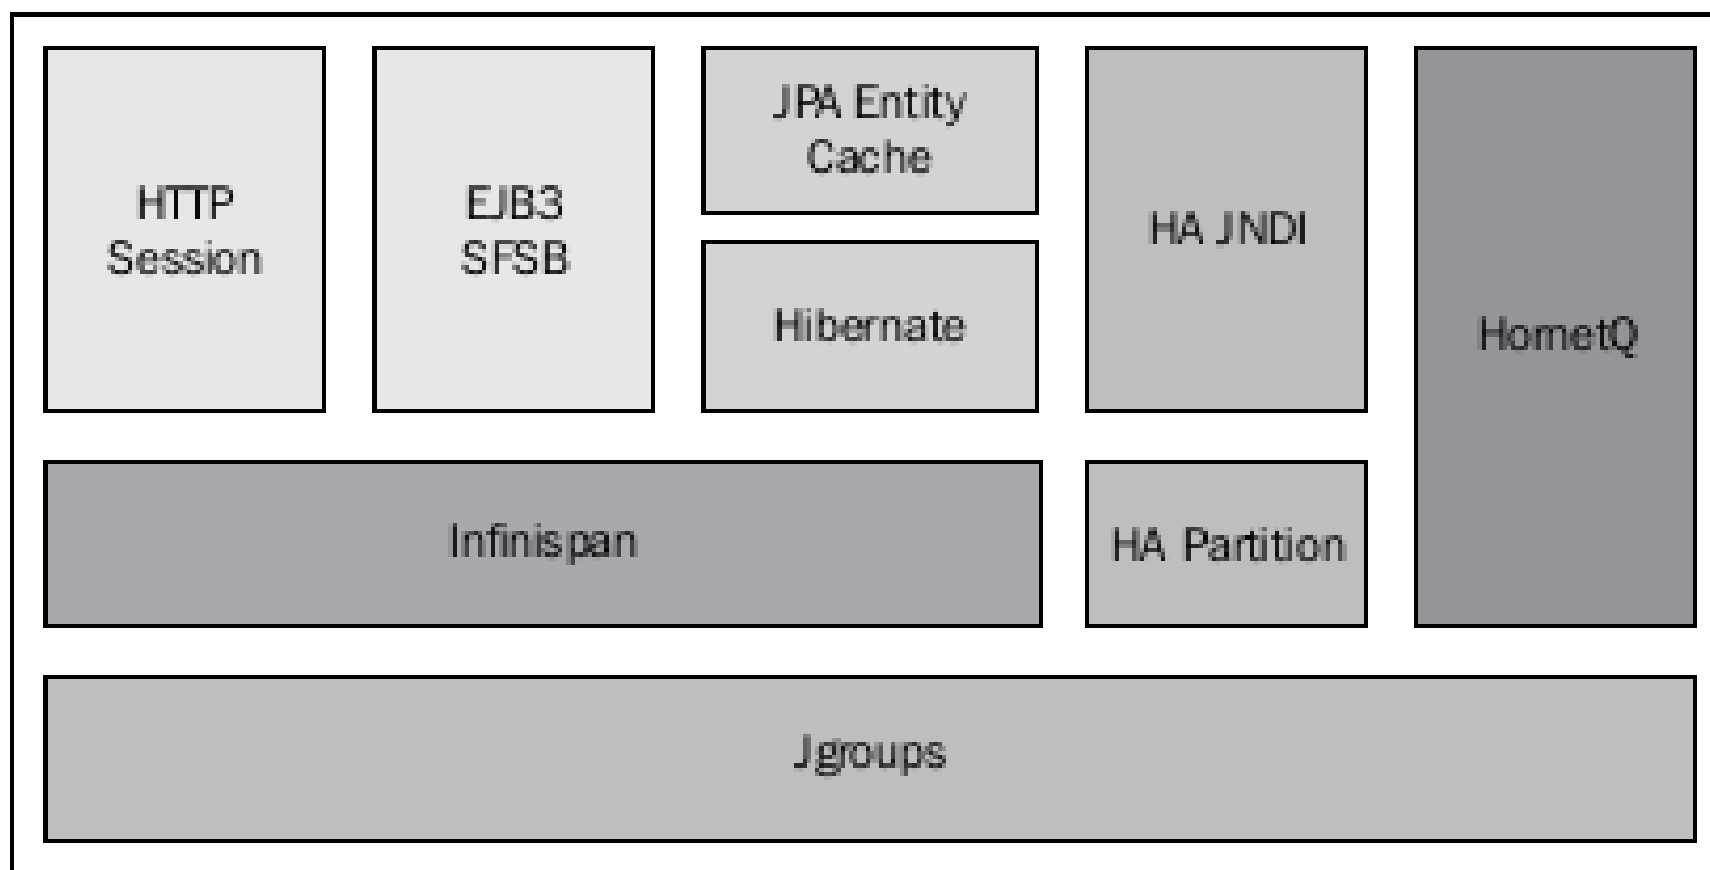 HTTP
Session
EJB3
SFSB
JPA Entity
Cache
Hibernate
HA JNDI
HornetQ
Infinispan
HA Partition
Jgroups